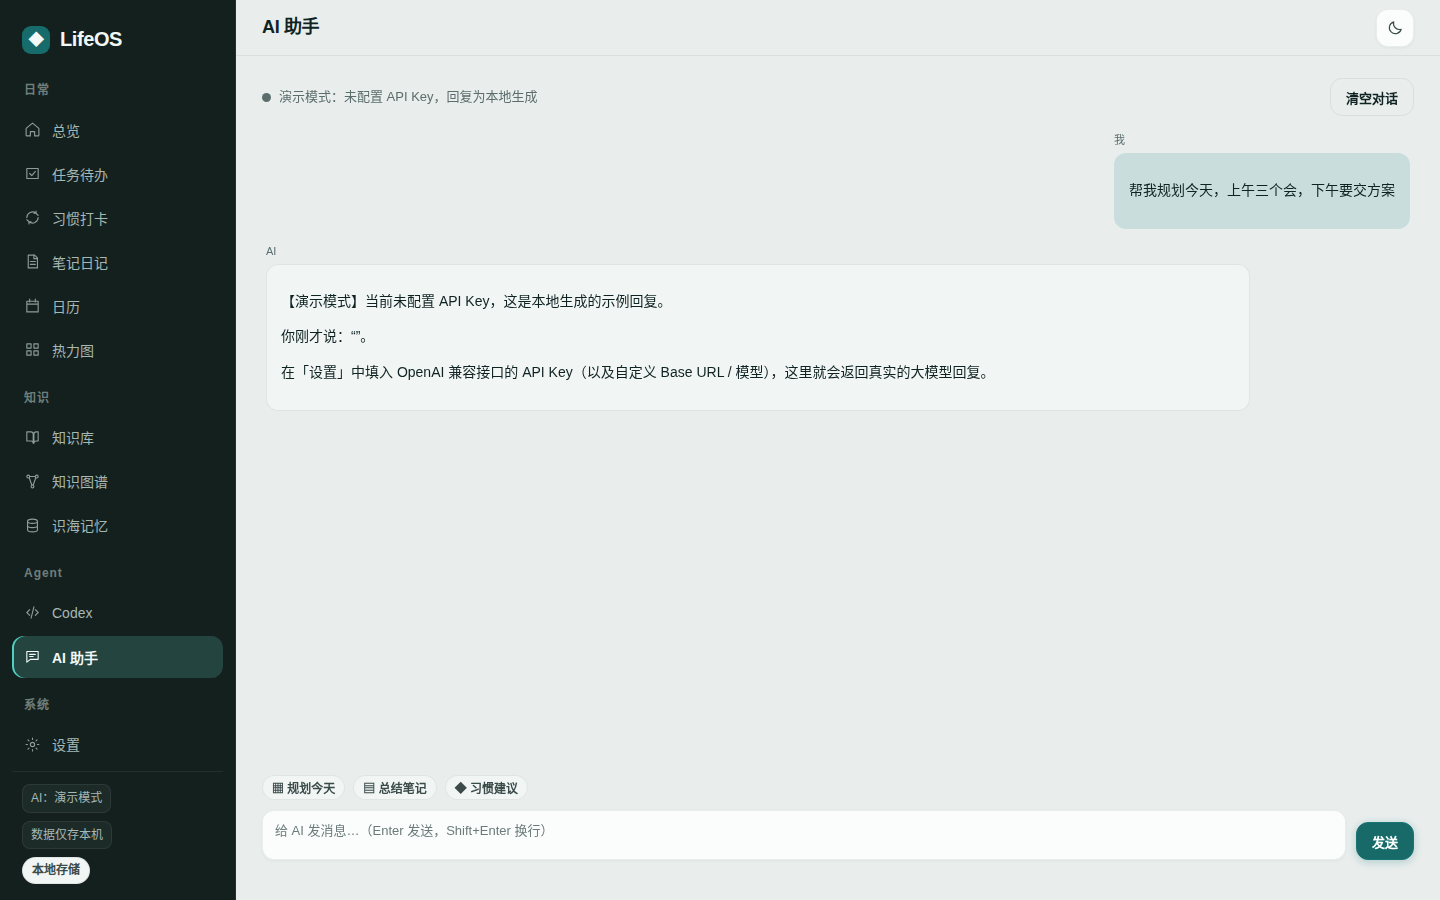 LifeOS
日常
总览
任务待办
习惯打卡
笔记日记
日历
热力图
知识
知识库
知识图谱
识海记忆
Agent
Codex
AI 助手
系统
设置
AI：演示模式
数据仅存本机
本地存储
AI 助手
演示模式：未配置 API Key，回复为本地生成
清空对话
我
帮我规划今天，上午三个会，下午要交方案
AI
【演示模式】当前未配置 API Key，这是本地生成的示例回复。
你刚才说：“”。
在「设置」中填入 OpenAI 兼容接口的 API Key（以及自定义 Base URL / 模型），这里就会返回真实的大模型回复。
▦ 规划今天
▤ 总结笔记
◆ 习惯建议
给 AI 发消息…（Enter 发送，Shift+Enter 换行）
发送